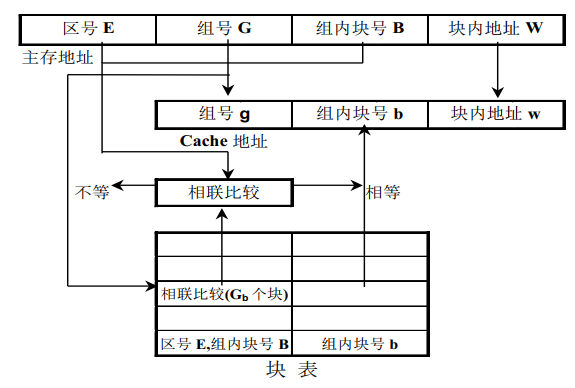 区号 E 组号 G 组内块号 B 块内地址 W
主存地址
组号 g 组内块号 b 块内地址 w
Cache 地址
不等 相联比较 相等
相联比较(Gb 个块)
区号 E,组内块号 B 组内块号 b
块 表